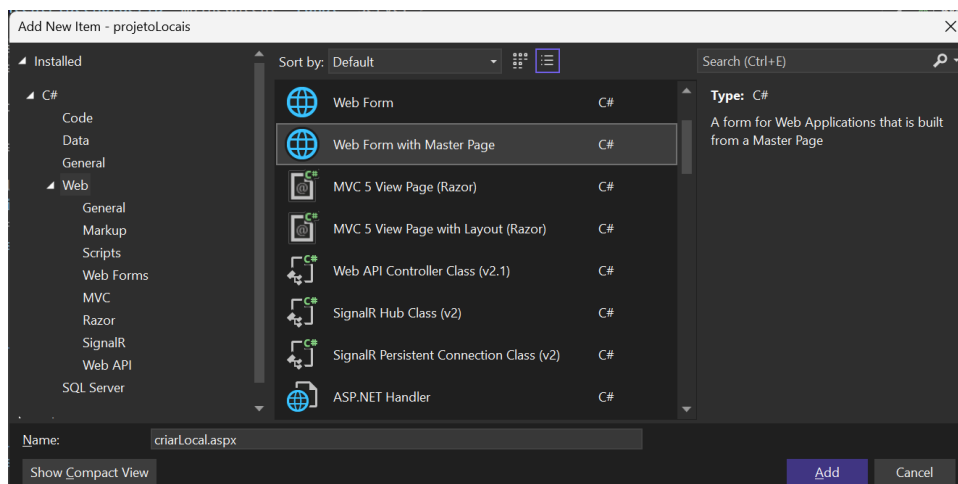 Add New Item - projetoLocais
Installed
C#
Code
Data
General
Web
General
Markup
Scripts
Web Forms
MVC
Razor
SignalR
Web API
SQL Server
Sort by: Default
Web Form C#
Web Form with Master Page C#
MVC 5 View Page (Razor) C#
MVC 5 View Page with Layout (Razor) C#
Web API Controller Class (v2.1) C#
SignalR Hub Class (v2) C#
SignalR Persistent Connection Class (v2) C#
ASP.NET Handler C#
Search (Ctrl+E)
Type: C#
A form for Web Applications that is built
from a Master Page
Name: criarLocal.aspx
Show Compact View
Add Cancel